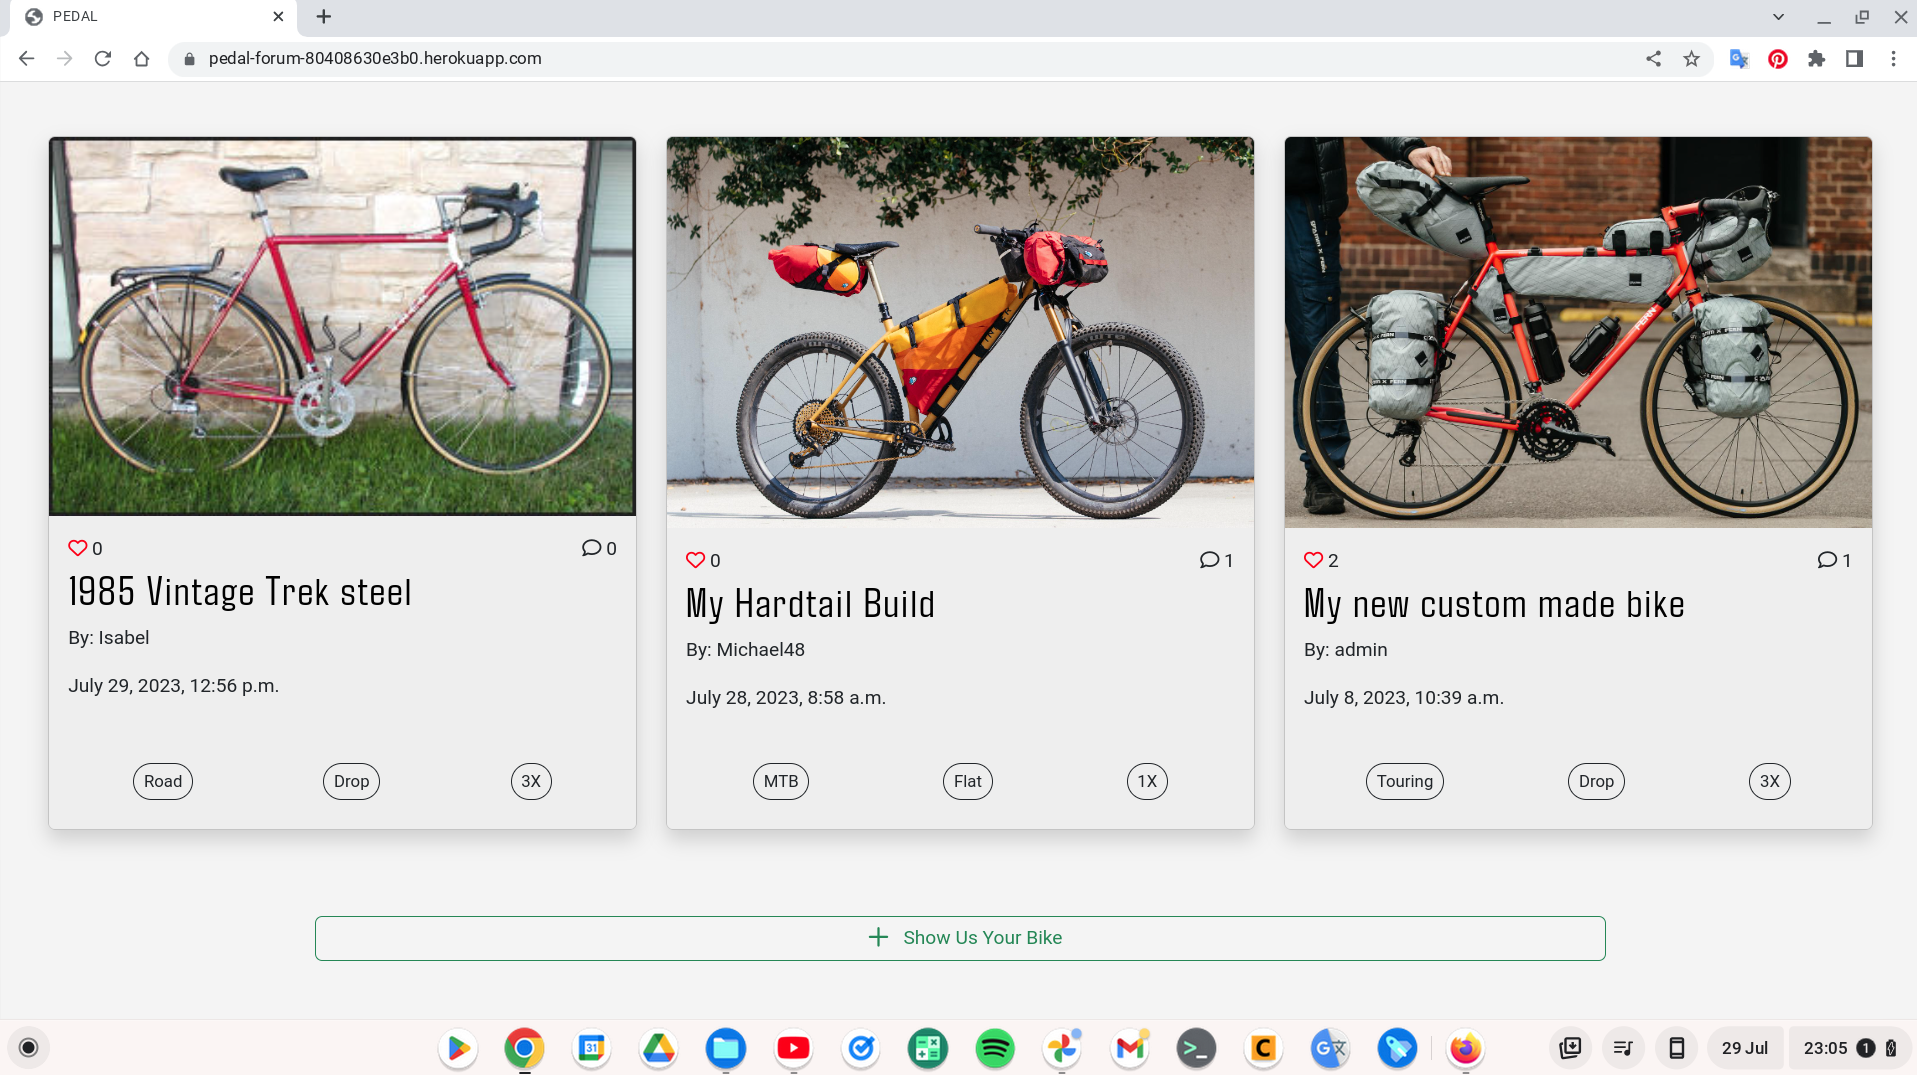 PEDAL
pedal-forum-80408630e3b0.herokuapp.com
TREK
0 0
1985 Vintage Trek steel
By: Isabel
July 29, 2023, 12:56 p.m.
Road Drop 3X
0 1
My Hardtail Build
By: Michael48
July 28, 2023, 8:58 a.m.
MTB Flat 1X
FERN
2 1
My new custom made bike
By: admin
July 8, 2023, 10:39 a.m.
Touring Drop 3X
Show Us Your Bike
31
C
G
29 Jul 23:05 1